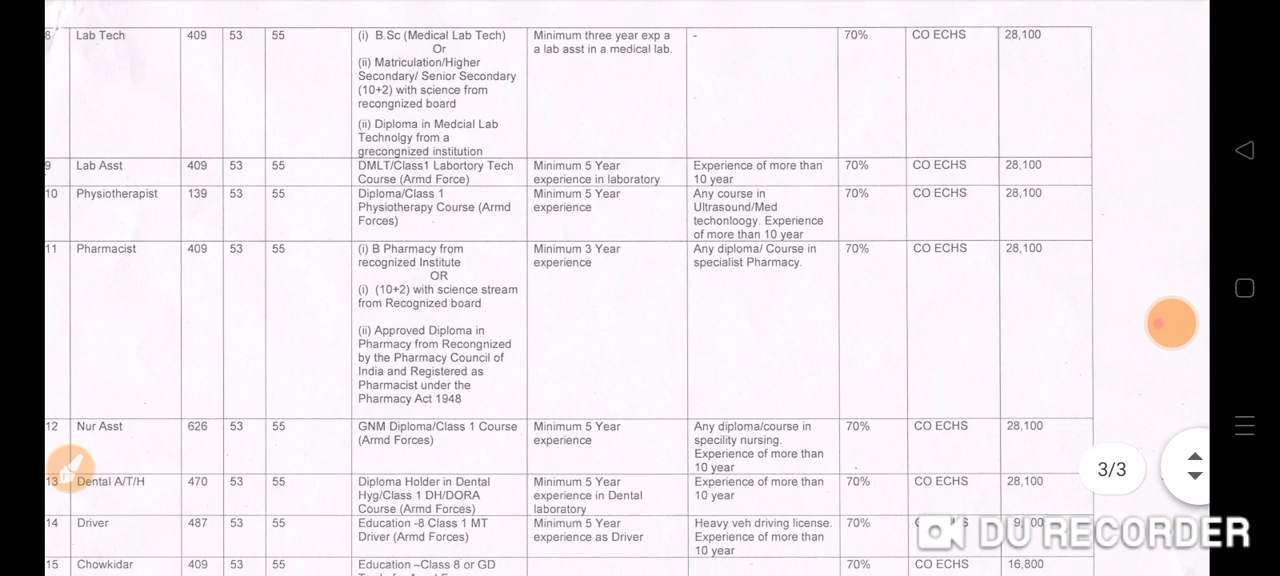 8 Lab Tech 409 53 55 (i) B.Sc (Medical Lab Tech) Minimum three year exp a - 70% CO ECHS 28,100
Or a lab asst in a medical lab.
(ii) Matriculation/Higher
Secondary/ Senior Secondary
(10+2) with science from
recongnized board
(ii) Diploma in Medcial Lab
Technolgy from a
grecongnized institution
9 Lab Asst 409 53 55 DMLT/Class1 Labortory Tech Minimum 5 Year Experience of more than 70% CO ECHS 28,100
Course (Armd Force) experience in laboratory 10 year
10 Physiotherapist 139 53 55 Diploma/Class 1 Minimum 5 Year Any course in 70% CO ECHS 28,100
Physiotherapy Course (Armd experience Ultrasound/Med
Forces) techonloogy. Experience
of more than 10 year
11 Pharmacist 409 53 55 (i) B Pharmacy from Minimum 3 Year Any diploma/ Course in 70% CO ECHS 28,100
recognized Institute experience specialist Pharmacy.
OR
(i) (10+2) with science stream
from Recognized board
(ii) Approved Diploma in
Pharmacy from Recongnized
by the Pharmacy Council of
India and Registered as
Pharmacist under the
Pharmacy Act 1948
12 Nur Asst 626 53 55 GNM Diploma/Class 1 Course Minimum 5 Year Any diploma/course in 70% CO ECHS 28,100
(Armd Forces) experience specility nursing.
Experience of more than
10 year
3/3
13 Dental A/T/H 470 53 55 Diploma Holder in Dental Minimum 5 Year Experience of more than 70% CO ECHS 28,100
Hyg/Class 1 DH/DORA experience in Dental 10 year
Course (Armd Forces) laboratory
14 Driver 487 53 55 Education -8 Class 1 MT Minimum 5 Year Heavy veh driving license. 70%
Driver (Armd Forces) experience as Driver Experience of more than
10 year
DU RECORDER
15 Chowkidar 409 53 55 Education –Class 8 or GD 70% CO ECHS 16,800